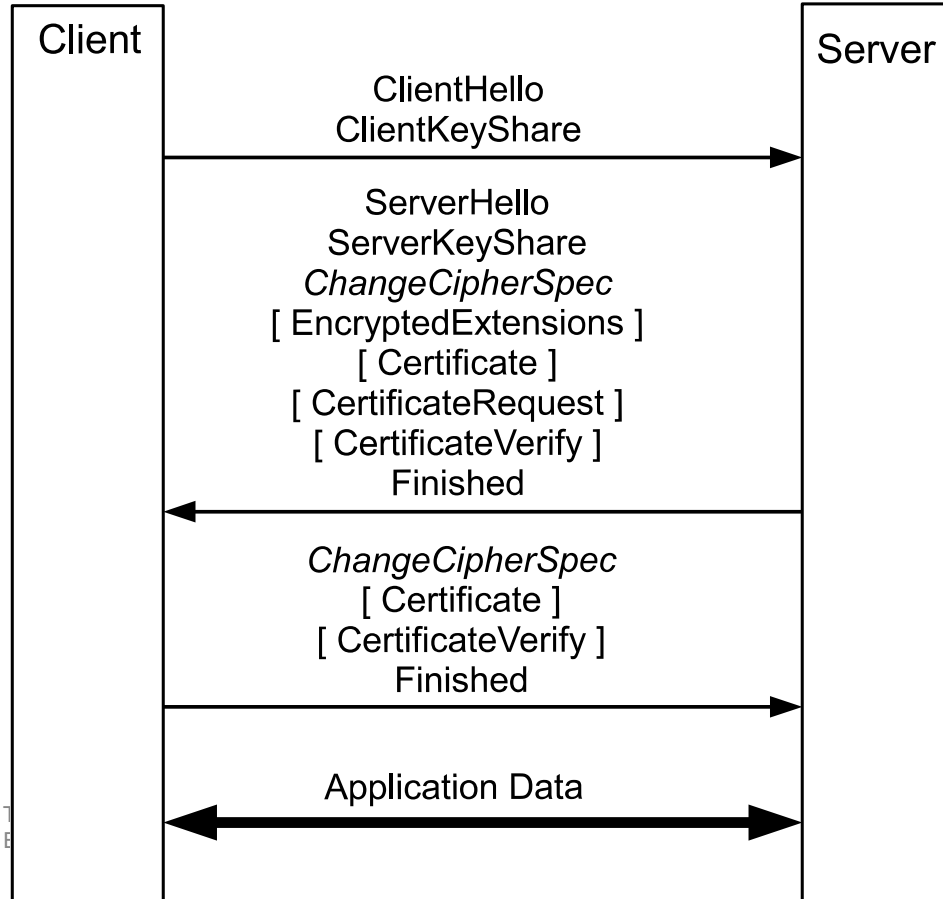 Client
Server
ClientHello
ClientKeyShare
ServerHello
ServerKeyShare
ChangeCipherSpec
[ EncryptedExtensions ]
[ Certificate ]
[ CertificateRequest ]
[ CertificateVerify ]
Finished
ChangeCipherSpec
[ Certificate ]
[ CertificateVerify ]
Finished
Application Data